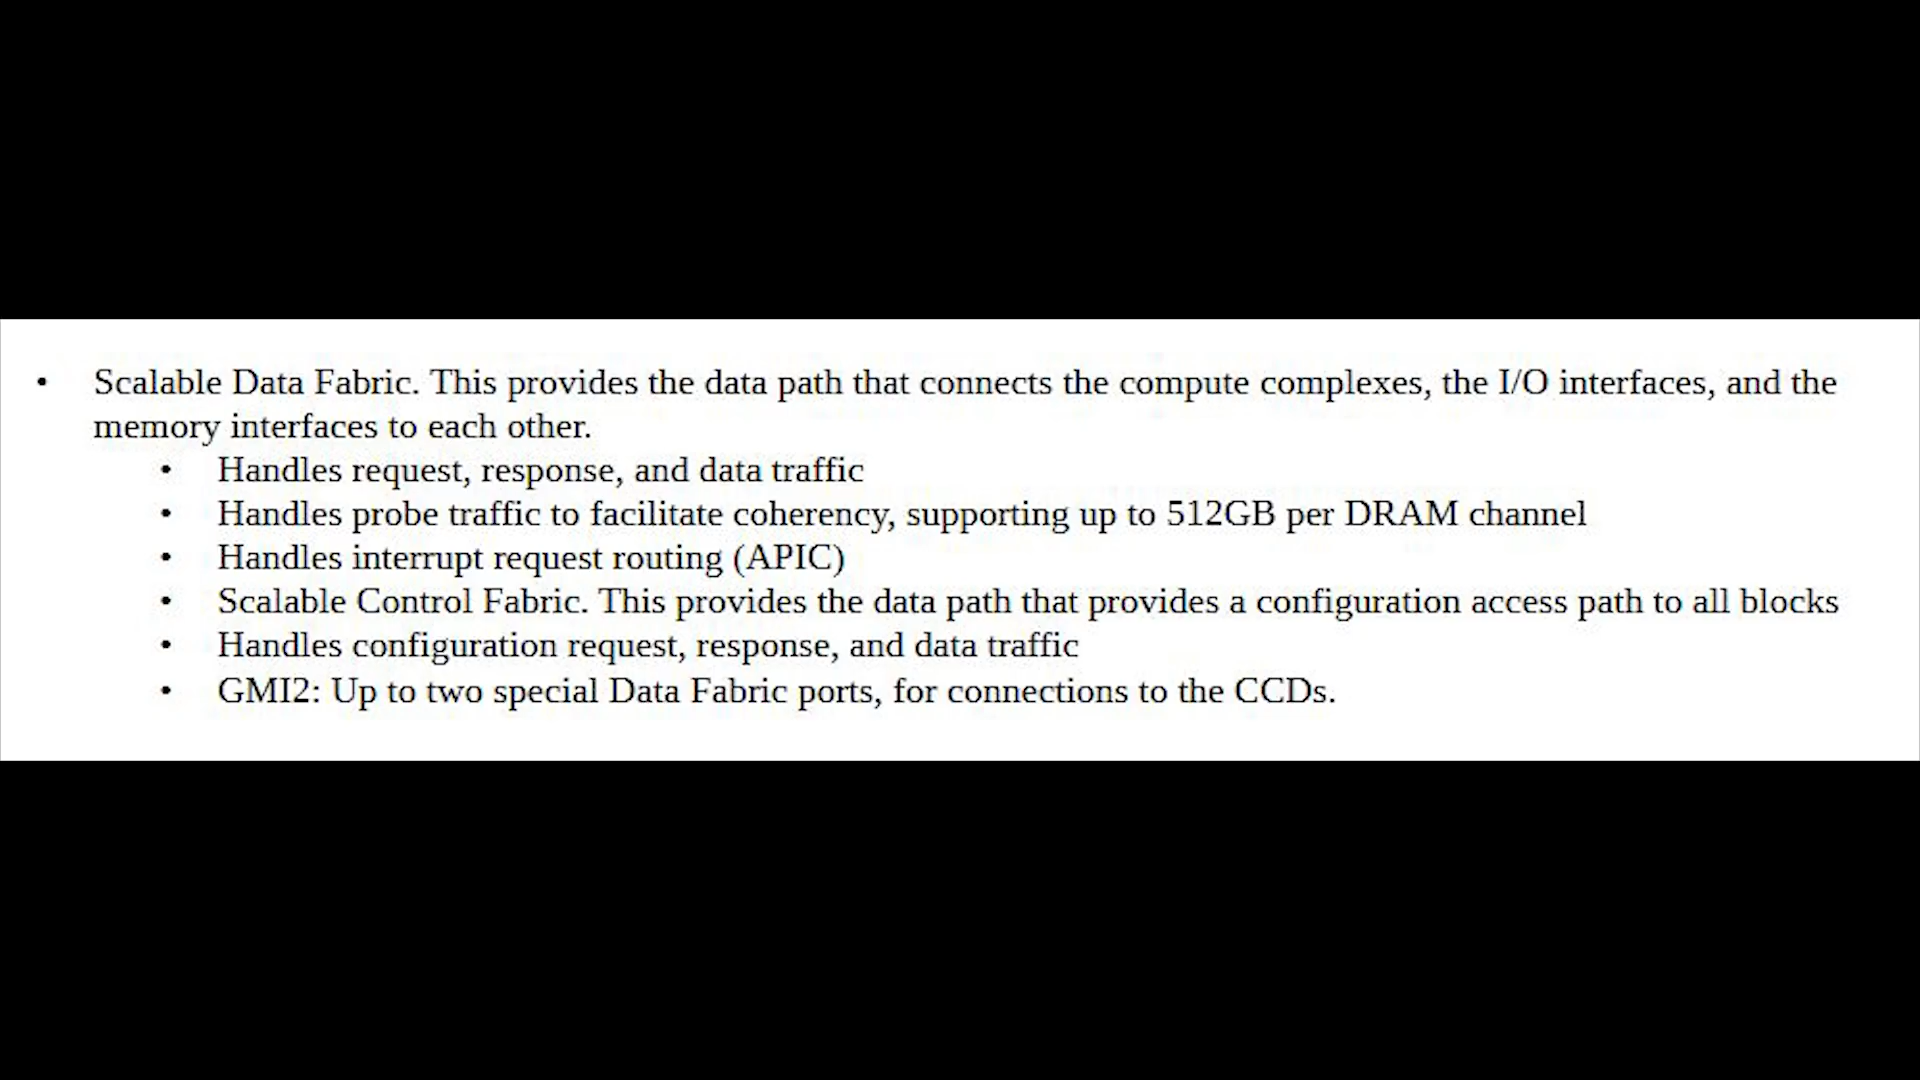 • Scalable Data Fabric. This provides the data path that connects the compute complexes, the I/O interfaces, and the
memory interfaces to each other.
• Handles request, response, and data traffic
• Handles probe traffic to facilitate coherency, supporting up to 512GB per DRAM channel
• Handles interrupt request routing (APIC)
• Scalable Control Fabric. This provides the data path that provides a configuration access path to all blocks
• Handles configuration request, response, and data traffic
• GMI2: Up to two special Data Fabric ports, for connections to the CCDs.